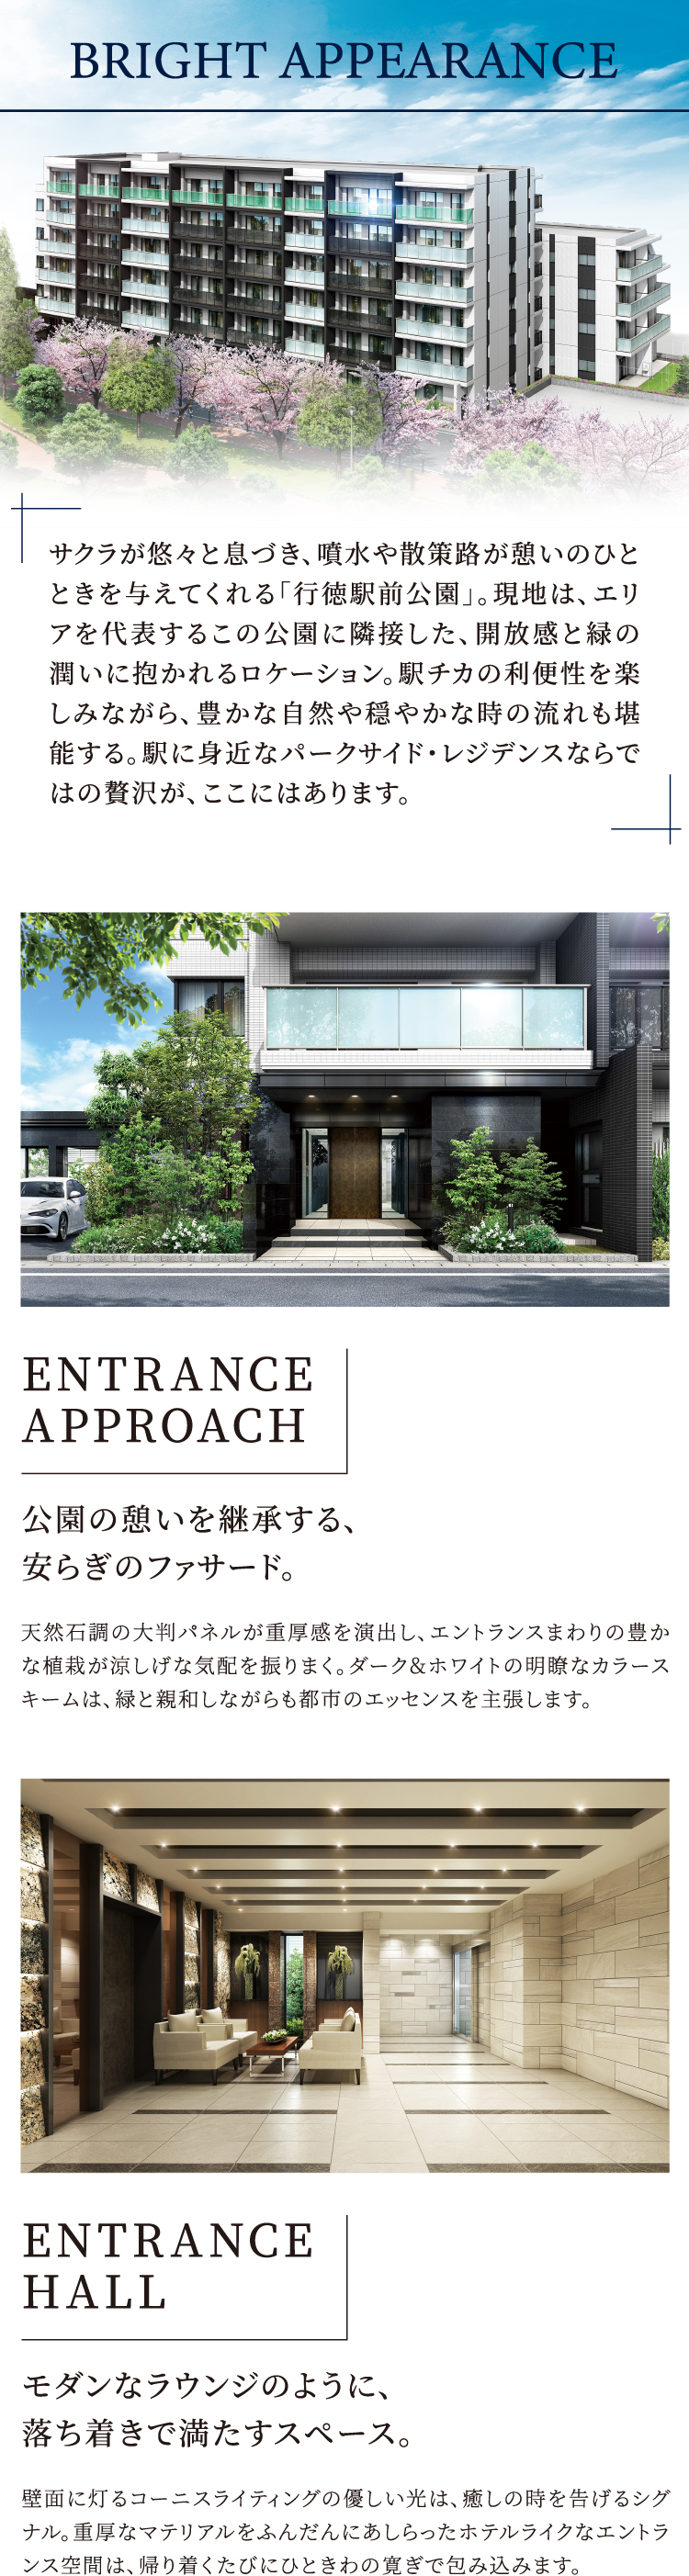 BRIGHT APPEARANCE
サクラが悠々と息づき、噴水や散策路が憩いのひと
ときを与えてくれる「行徳駅前公園」。現地は、エリ
アを代表するこの公園に隣接した、開放感と緑の
潤いに抱かれるロケーション。駅チカの利便性を楽
しみながら、豊かな自然や穏やかな時の流れも堪
能する。駅に身近なパークサイド・レジデンスならで
はの贅沢が、ここにはあります。
ENTRANCE
APPROACH
公園の憩いを継承する、
安らぎのファサード。
天然石調の大判パネルが重厚感を演出し、エントランスまわりの豊か
な植栽が涼しげな気配を振りまく。ダーク&ホワイトの明瞭なカラース
キームは、緑と親和しながらも都市のエッセンスを主張します。
ENTRANCE
HALL
モダンなラウンジのように、
落ち着きで満たすスペース。
壁面に灯るコーニスライティングの優しい光は、癒しの時を告げるシグ
ナル。重厚なマテリアルをふんだんにあしらったホテルライクなエントラ
ンス空間は、帰り着くたびにひときわの寛ぎで包み込みます。